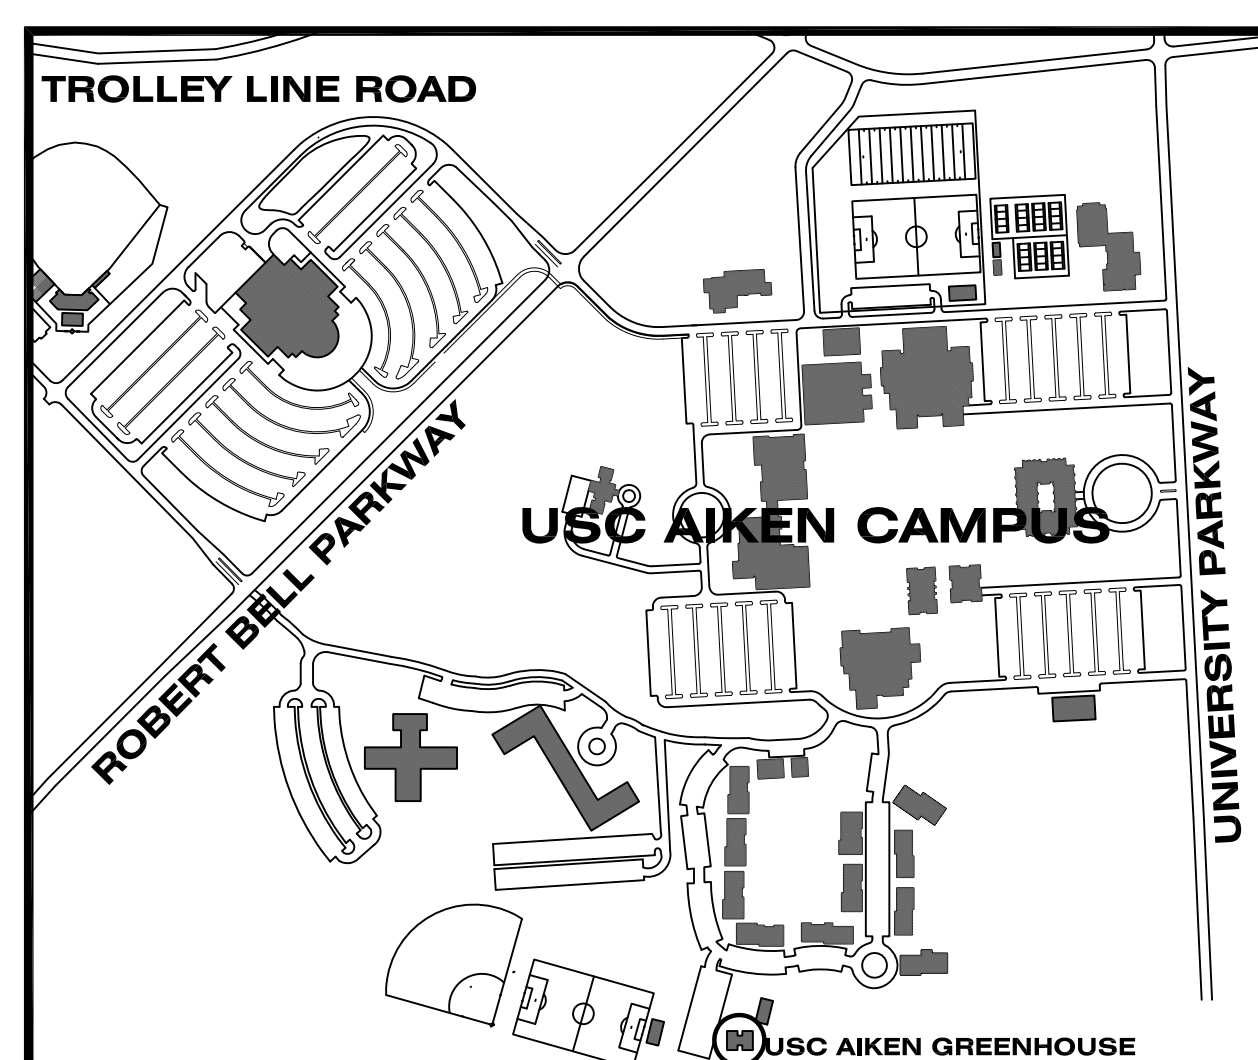 TROLLEY LINE ROAD
ROBERT BELL PARKWAY
USC AIKEN CAMPUS
UNIVERSITY PARKWAY
USC AIKEN GREENHOUSE